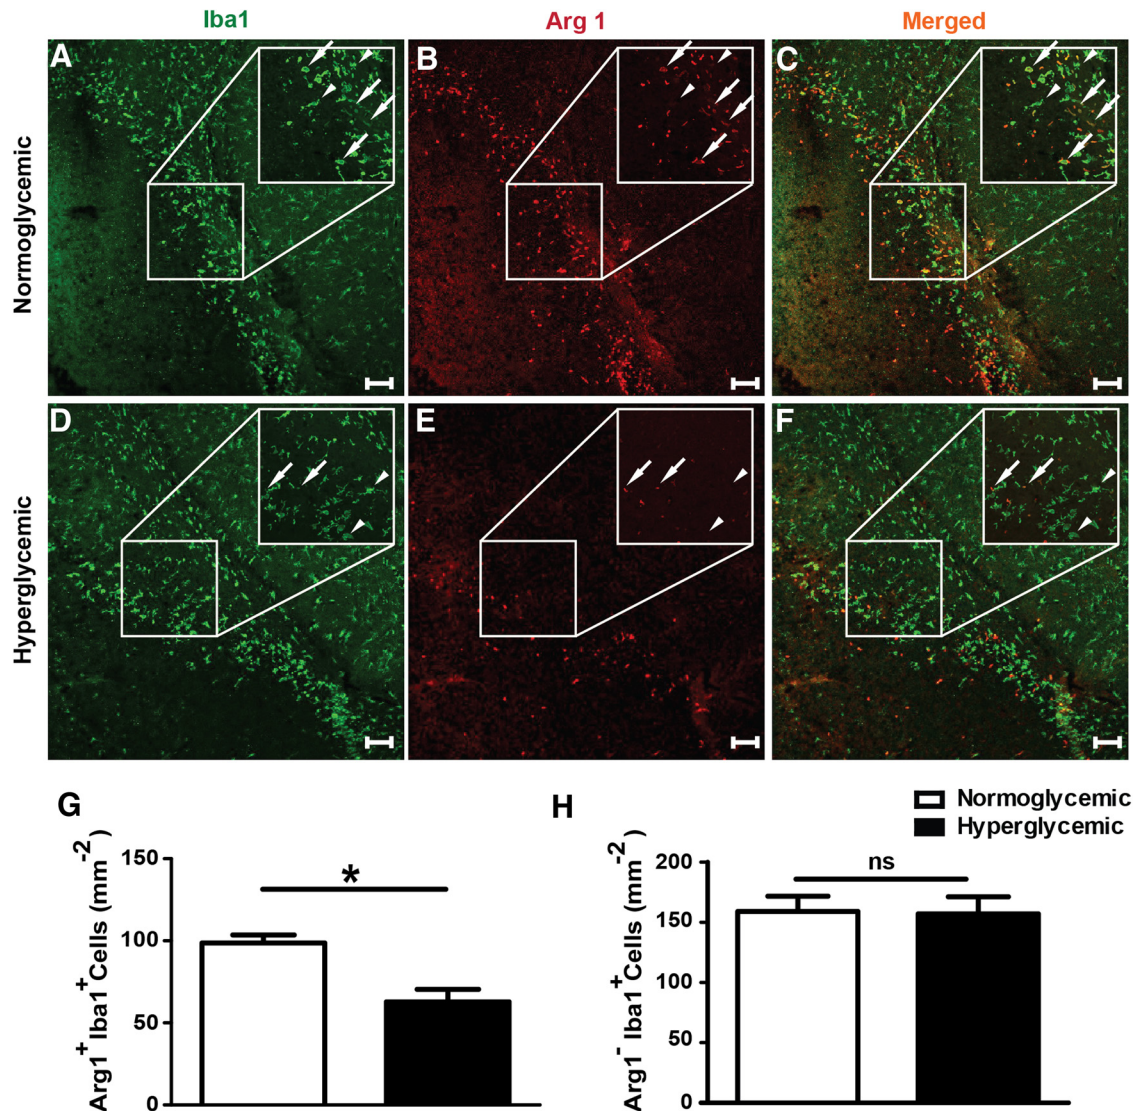 Iba1 Arg 1 Merged
Normoglycemic
A B C
Hyperglycemic
D E F
G
Arg1⁺ Iba1⁺Cells (mm⁻²)
150
100
50
0
*
H
Normoglycemic
Hyperglycemic
Arg1⁻ Iba1⁺Cells (mm⁻²)
200
150
100
50
0
ns